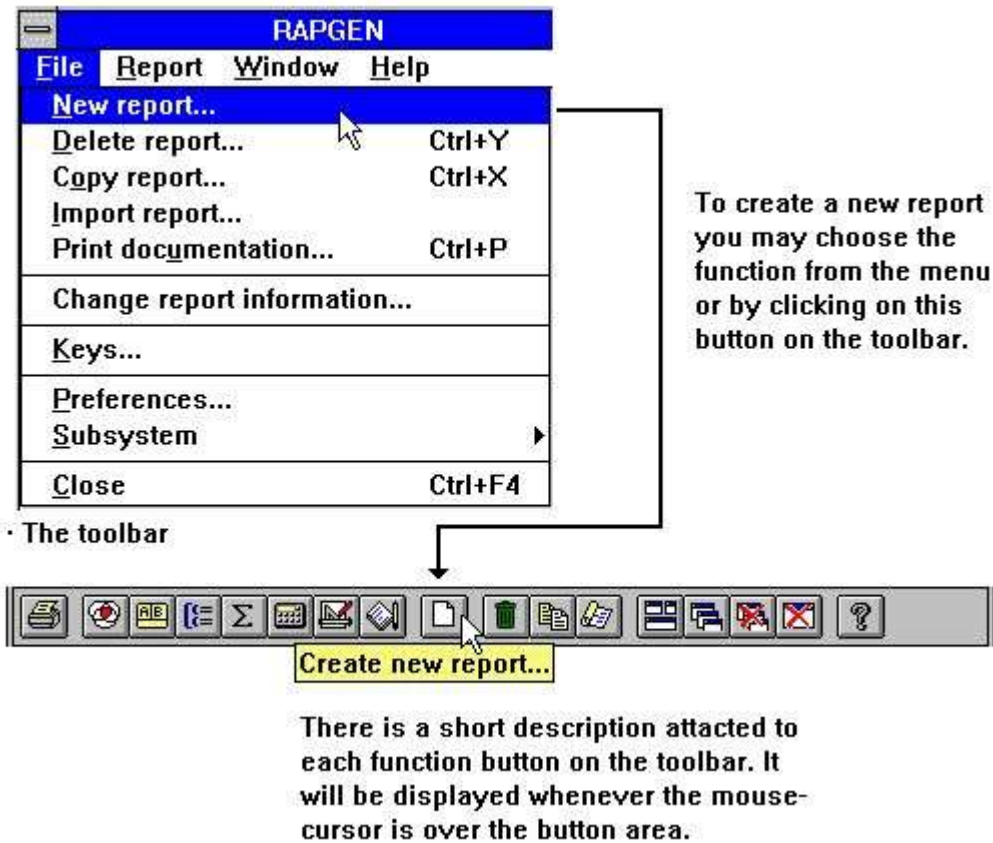 RAPGEN
File Report Window Help
New report...
Delete report... Ctrl+Y
Copy report... Ctrl+X
Import report...
Print documentation... Ctrl+P
Change report information...
Keys...
Preferences...
Subsystem
Close Ctrl+F4
To create a new report
you may choose the
function from the menu
or by clicking on this
button on the toolbar.
· The toolbar
A B
Σ
?
Create new report...
There is a short description attacted to
each function button on the toolbar. It
will be displayed whenever the mouse-
cursor is over the button area.